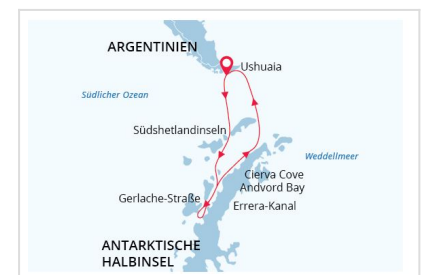 ARGENTINIEN
Ushuaia
Südlicher Ozean
Südshetlandinseln
Weddellmeer
Cierva Cove
Andvord Bay
Gerlache-Straße
Errera-Kanal
ANTARKTISCHE
HALBINSEL